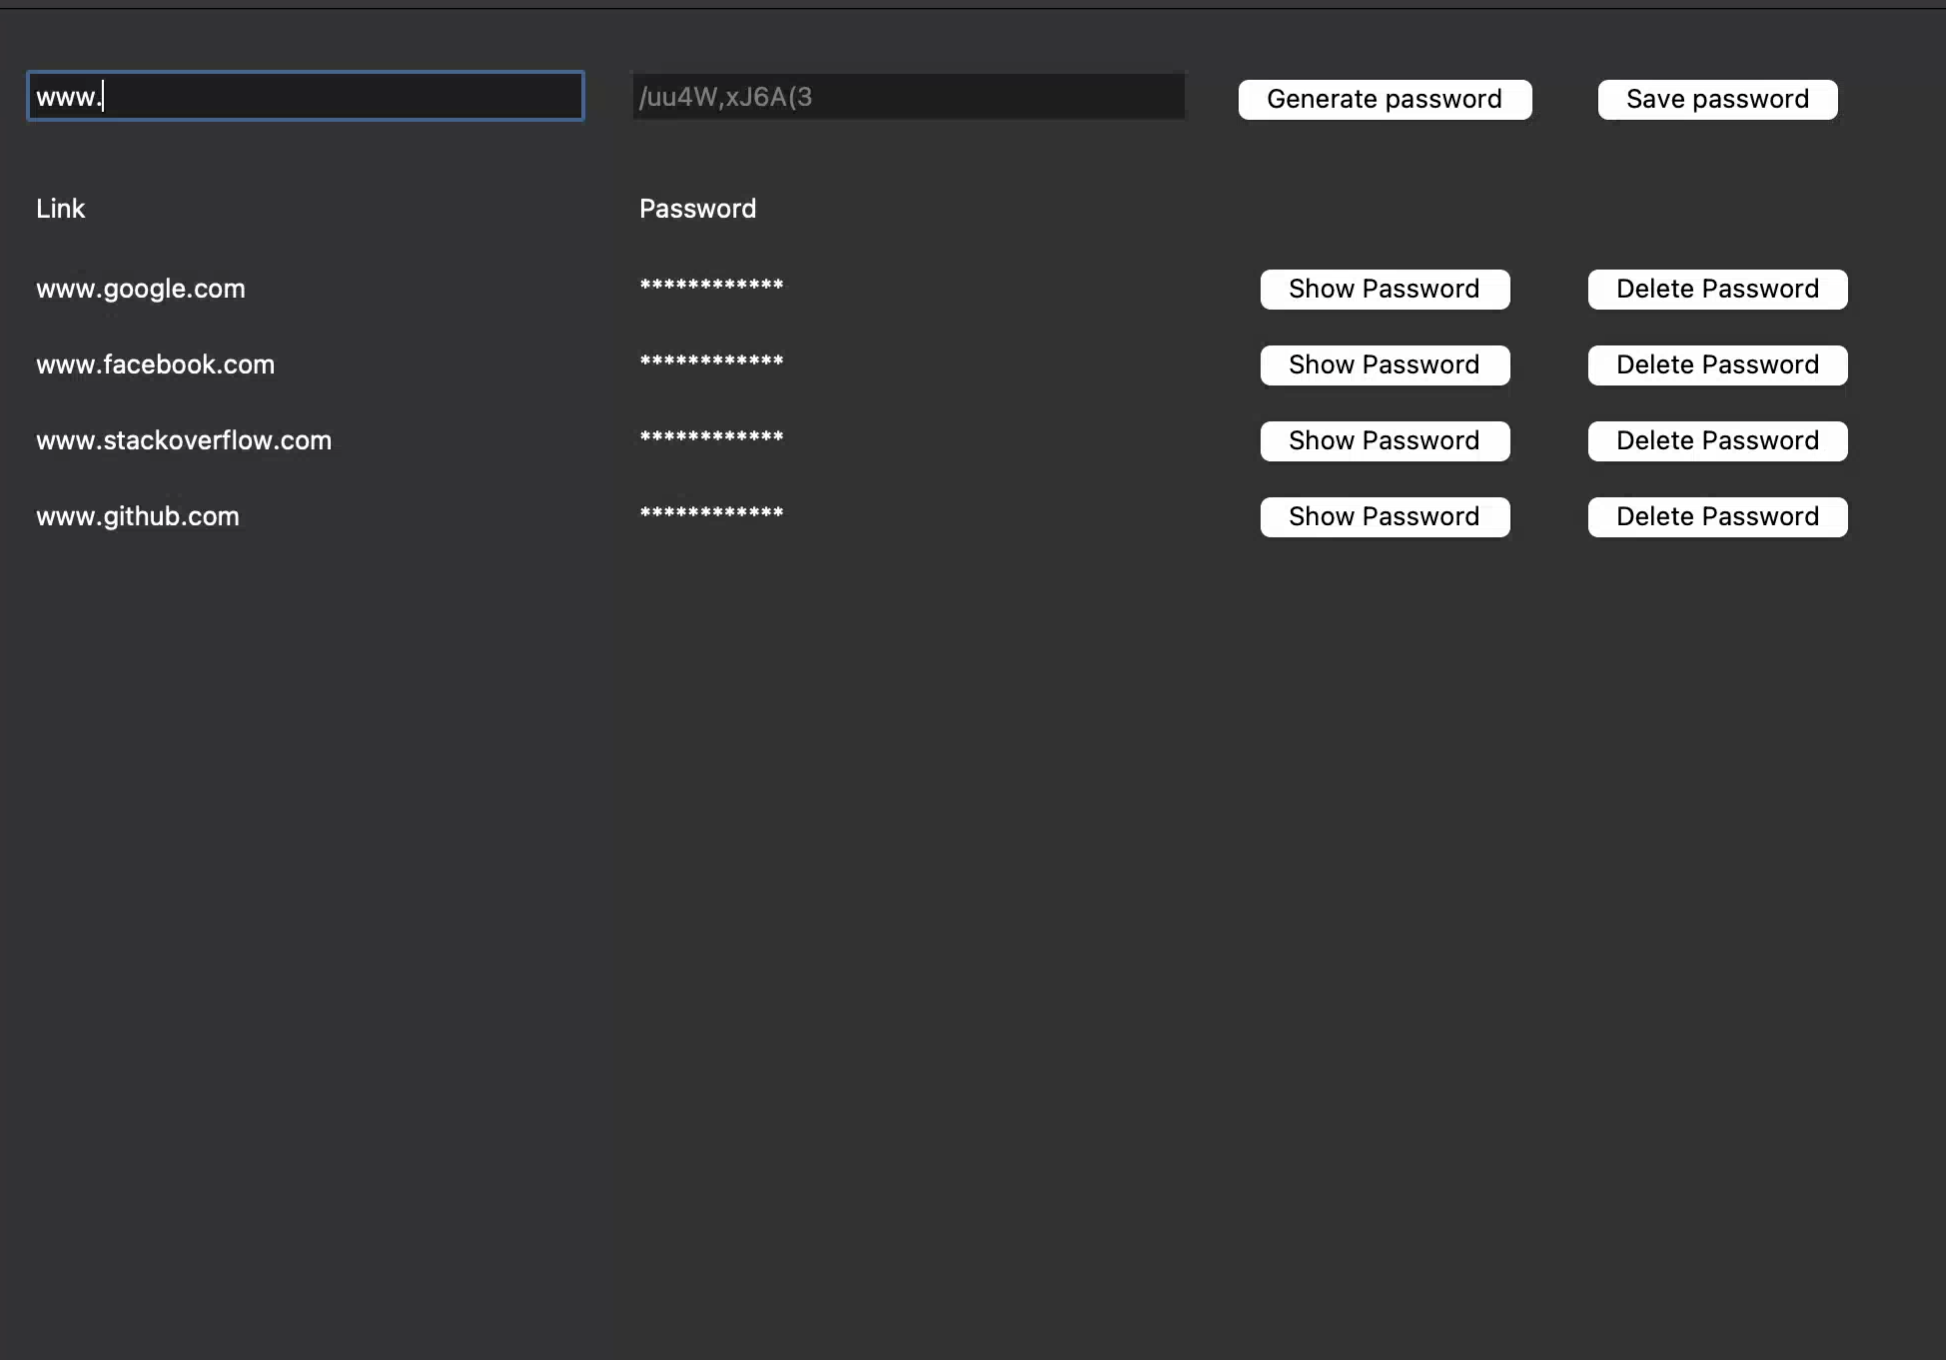 www. /uu4W,xJ6A(3 Generate password Save password
Link Password
www.google.com ************ Show Password Delete Password
www.facebook.com ************ Show Password Delete Password
www.stackoverflow.com ************ Show Password Delete Password
www.github.com ************ Show Password Delete Password